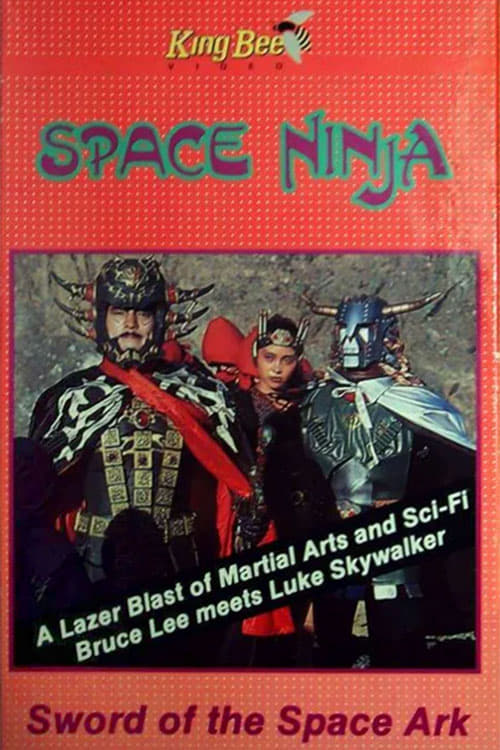 King Bee
VIDEO
SPACE NINJA
A Lazer Blast of Martial Arts and Sci-Fi
Bruce Lee meets Luke Skywalker
Sword of the Space Ark